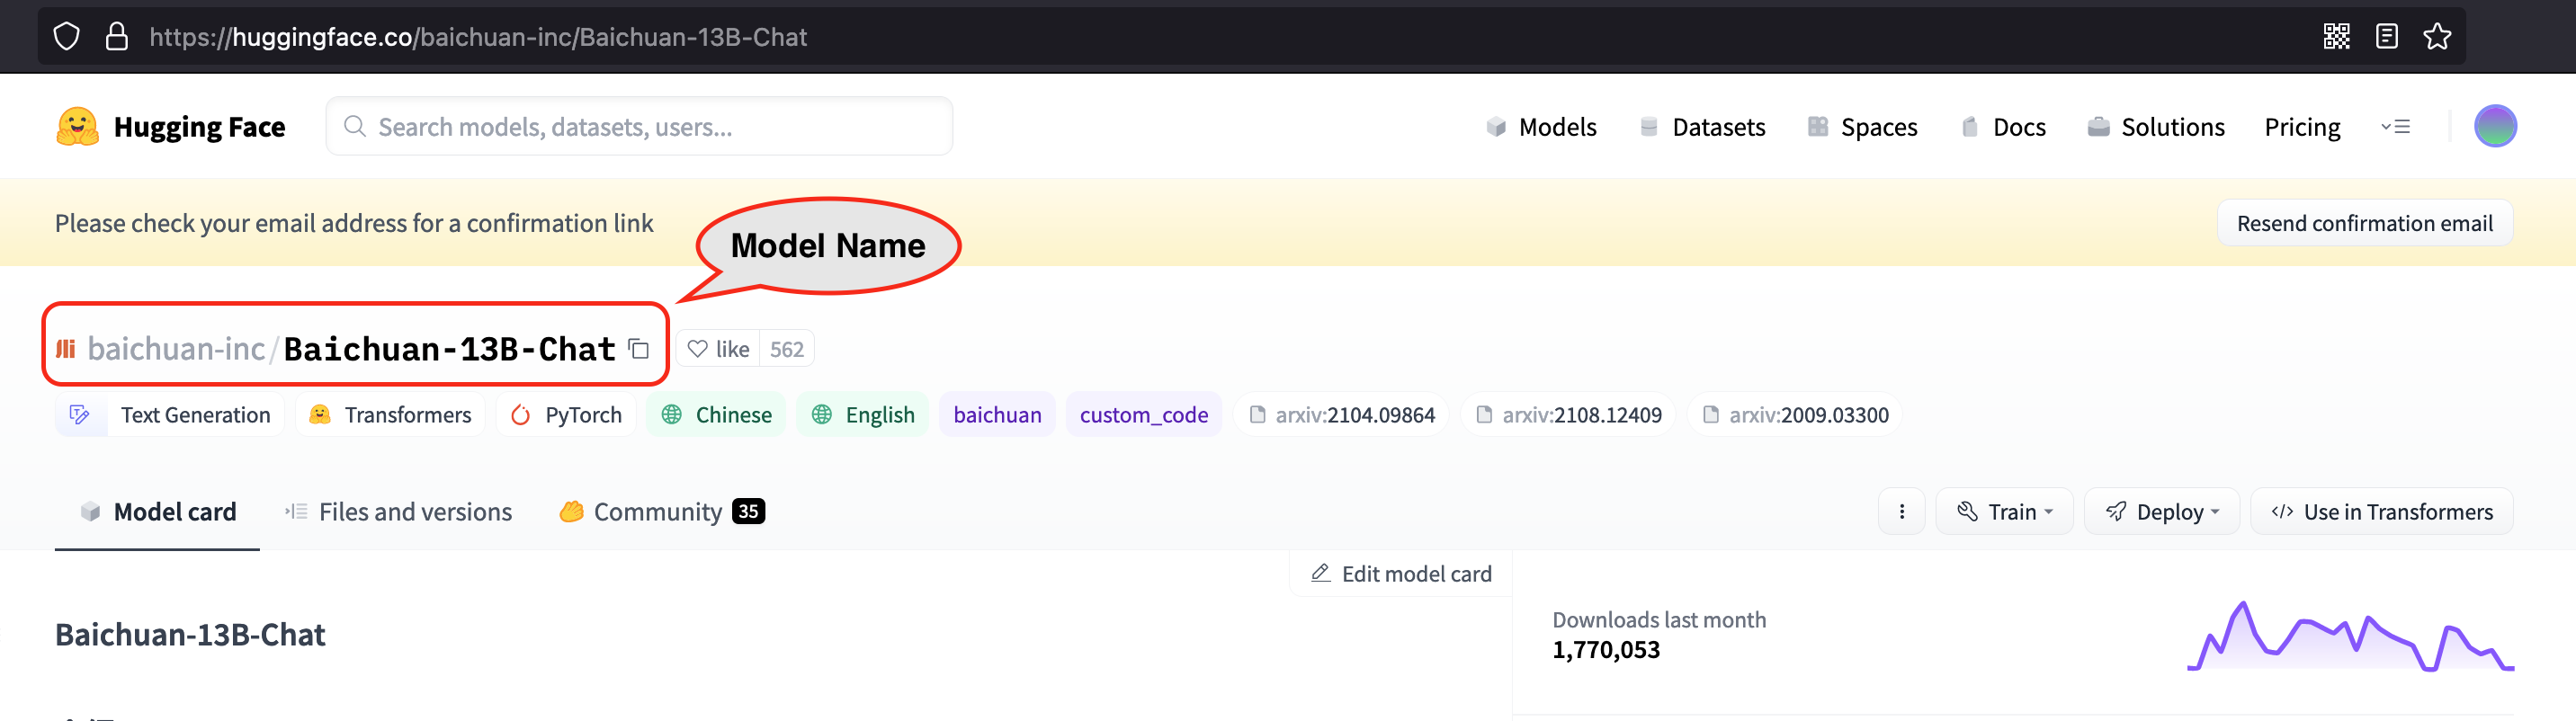 https://huggingface.co/baichuan-inc/Baichuan-13B-Chat
Hugging Face Search models, datasets, users... Models Datasets Spaces Docs Solutions Pricing
Please check your email address for a confirmation link Resend confirmation email
Model Name
baichuan-inc/Baichuan-13B-Chat like 562
Text Generation Transformers PyTorch Chinese English baichuan custom_code arxiv:2104.09864 arxiv:2108.12409 arxiv:2009.03300
Model card Files and versions Community 35 Train Deploy </> Use in Transformers
Edit model card
Baichuan-13B-Chat
Downloads last month
1,770,053